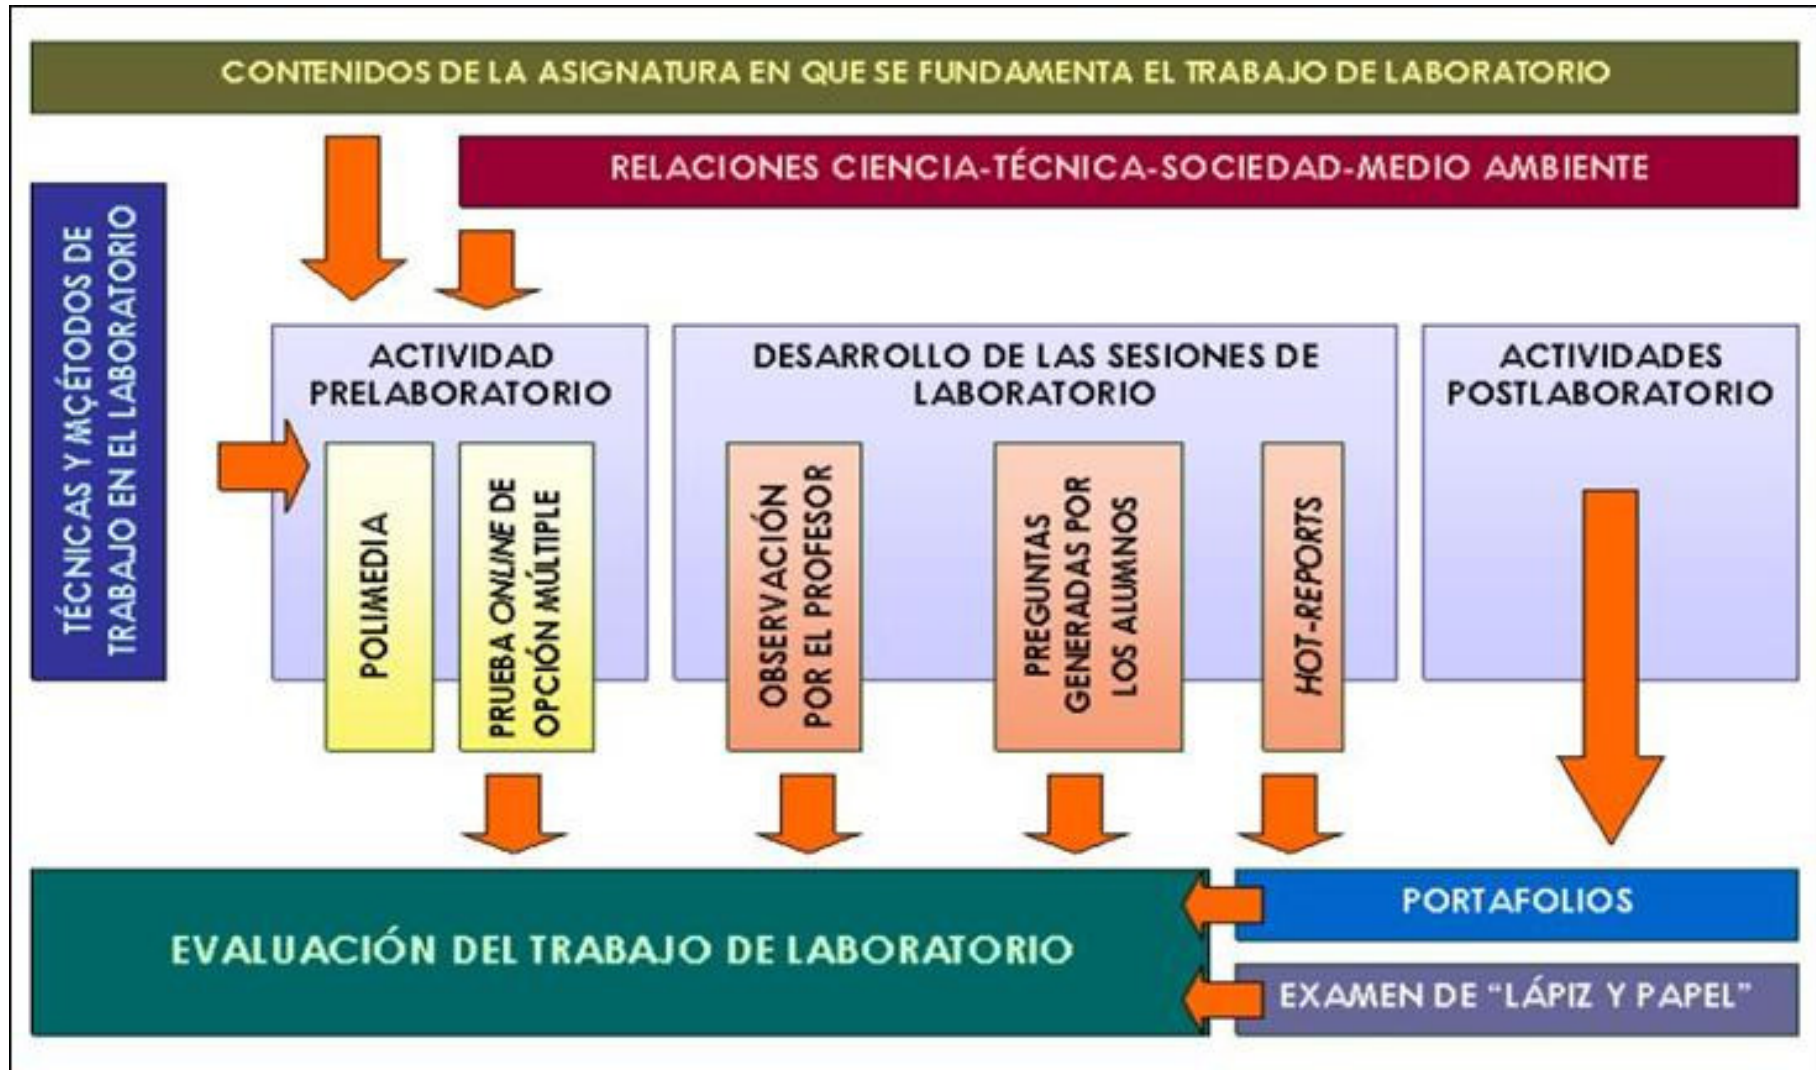 CONTENIDOS DE LA ASIGNATURA EN QUE SE FUNDAMENTA EL TRABAJO DE LABORATORIO
RELACIONES CIENCIA-TÉCNICA-SOCIEDAD-MEDIO AMBIENTE
TÉCNICAS Y MÇÉTODOS DE
TRABAJO EN EL LABORATORIO
ACTIVIDAD
PRELABORATORIO
POLIMEDIA
PRUEBA ONLINE DE
OPCIÓN MÚLTIPLE
DESARROLLO DE LAS SESIONES DE
LABORATORIO
OBSERVACIÓN
POR EL PROFESOR
PREGUNTAS
GENERADAS POR
LOS ALUMNOS
HOT-REPORTS
ACTIVIDADES
POSTLABORATORIO
EVALUACIÓN DEL TRABAJO DE LABORATORIO
PORTAFOLIOS
EXAMEN DE “LÁPIZ Y PAPEL”